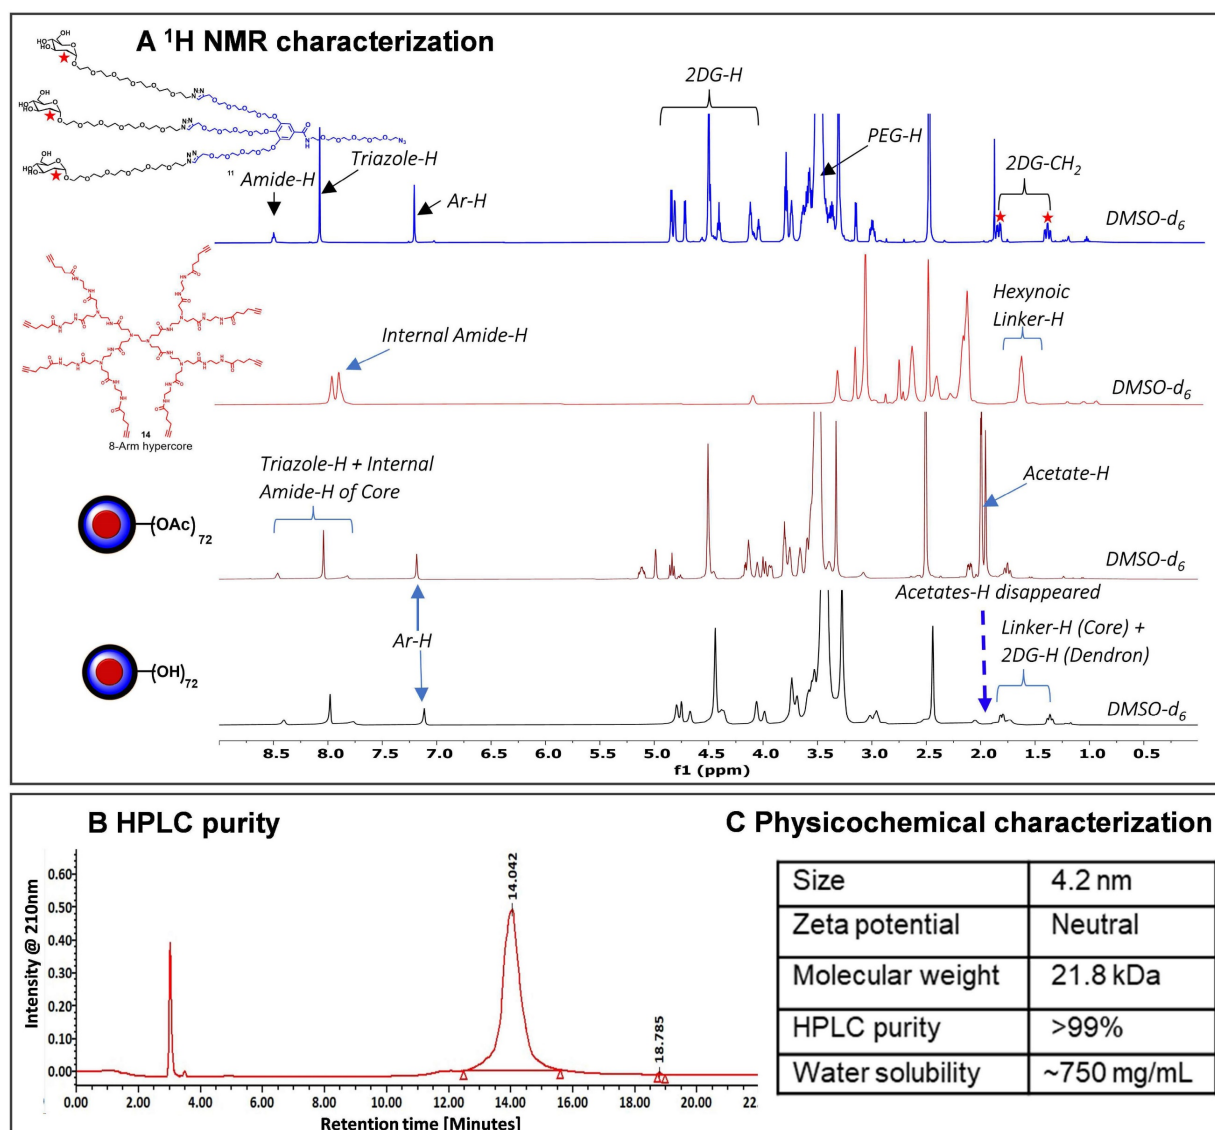 A ¹H NMR characterization
2DG-H
PEG-H
2DG-CH₂
Triazole-H
¹¹ Amide-H
Ar-H
DMSO-d₆
Internal Amide-H
Hexynoic
Linker-H
DMSO-d₆
14
8-Arm hypercore
Triazole-H + Internal
Amide-H of Core
Acetate-H
(OAc)₇₂
DMSO-d₆
Acetates-H disappeared
Ar-H
Linker-H (Core) +
2DG-H (Dendron)
(OH)₇₂
DMSO-d₆
8.5 8.0 7.5 7.0 6.5 6.0 5.5 5.0 4.5 4.0 3.5 3.0 2.5 2.0 1.5 1.0 0.5
f1 (ppm)
B HPLC purity
C Physicochemical characterization
Intensity @ 210nm
0.60
0.50
0.40
0.30
0.20
0.10
0.00
14.042
18.785
0.00 2.00 4.00 6.00 8.00 10.00 12.00 14.00 16.00 18.00 20.00 22.
Retention time [Minutes]
Size 4.2 nm
Zeta potential Neutral
Molecular weight 21.8 kDa
HPLC purity >99%
Water solubility ~750 mg/mL